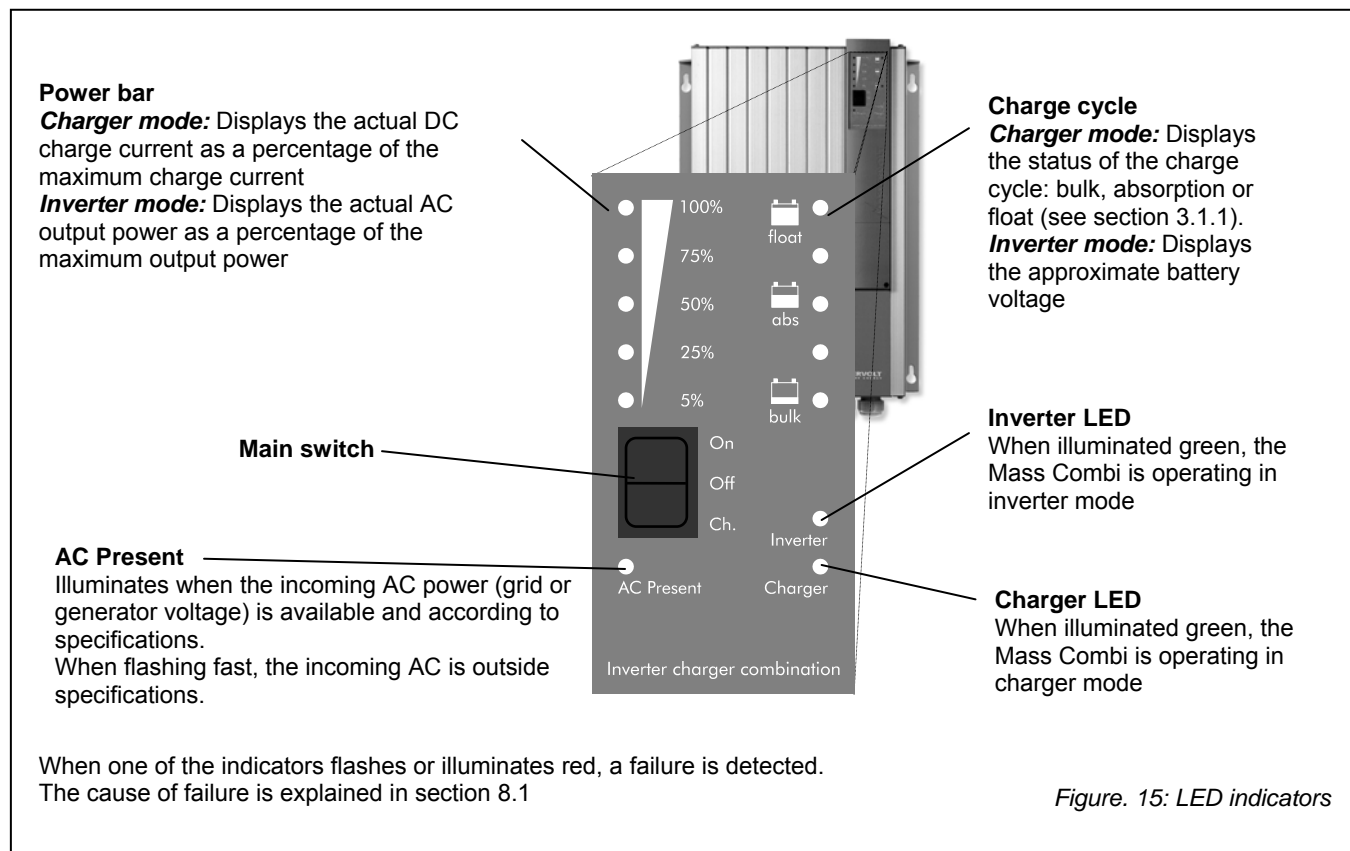 Power bar
Charger mode: Displays the actual DC
charge current as a percentage of the
maximum charge current
Inverter mode: Displays the actual AC
output power as a percentage of the
maximum output power
Main switch
AC Present
Illuminates when the incoming AC power (grid or
generator voltage) is available and according to
specifications.
When flashing fast, the incoming AC is outside
specifications.
100%
75%
50%
25%
5%
float
abs
bulk
On
Off
Ch.
Inverter
AC Present
Charger
Inverter charger combination
Charge cycle
Charger mode: Displays
the status of the charge
cycle: bulk, absorption or
float (see section 3.1.1).
Inverter mode: Displays
the approximate battery
voltage
Inverter LED
When illuminated green, the
Mass Combi is operating in
inverter mode
Charger LED
When illuminated green, the
Mass Combi is operating in
charger mode
When one of the indicators flashes or illuminates red, a failure is detected.
The cause of failure is explained in section 8.1
Figure. 15: LED indicators